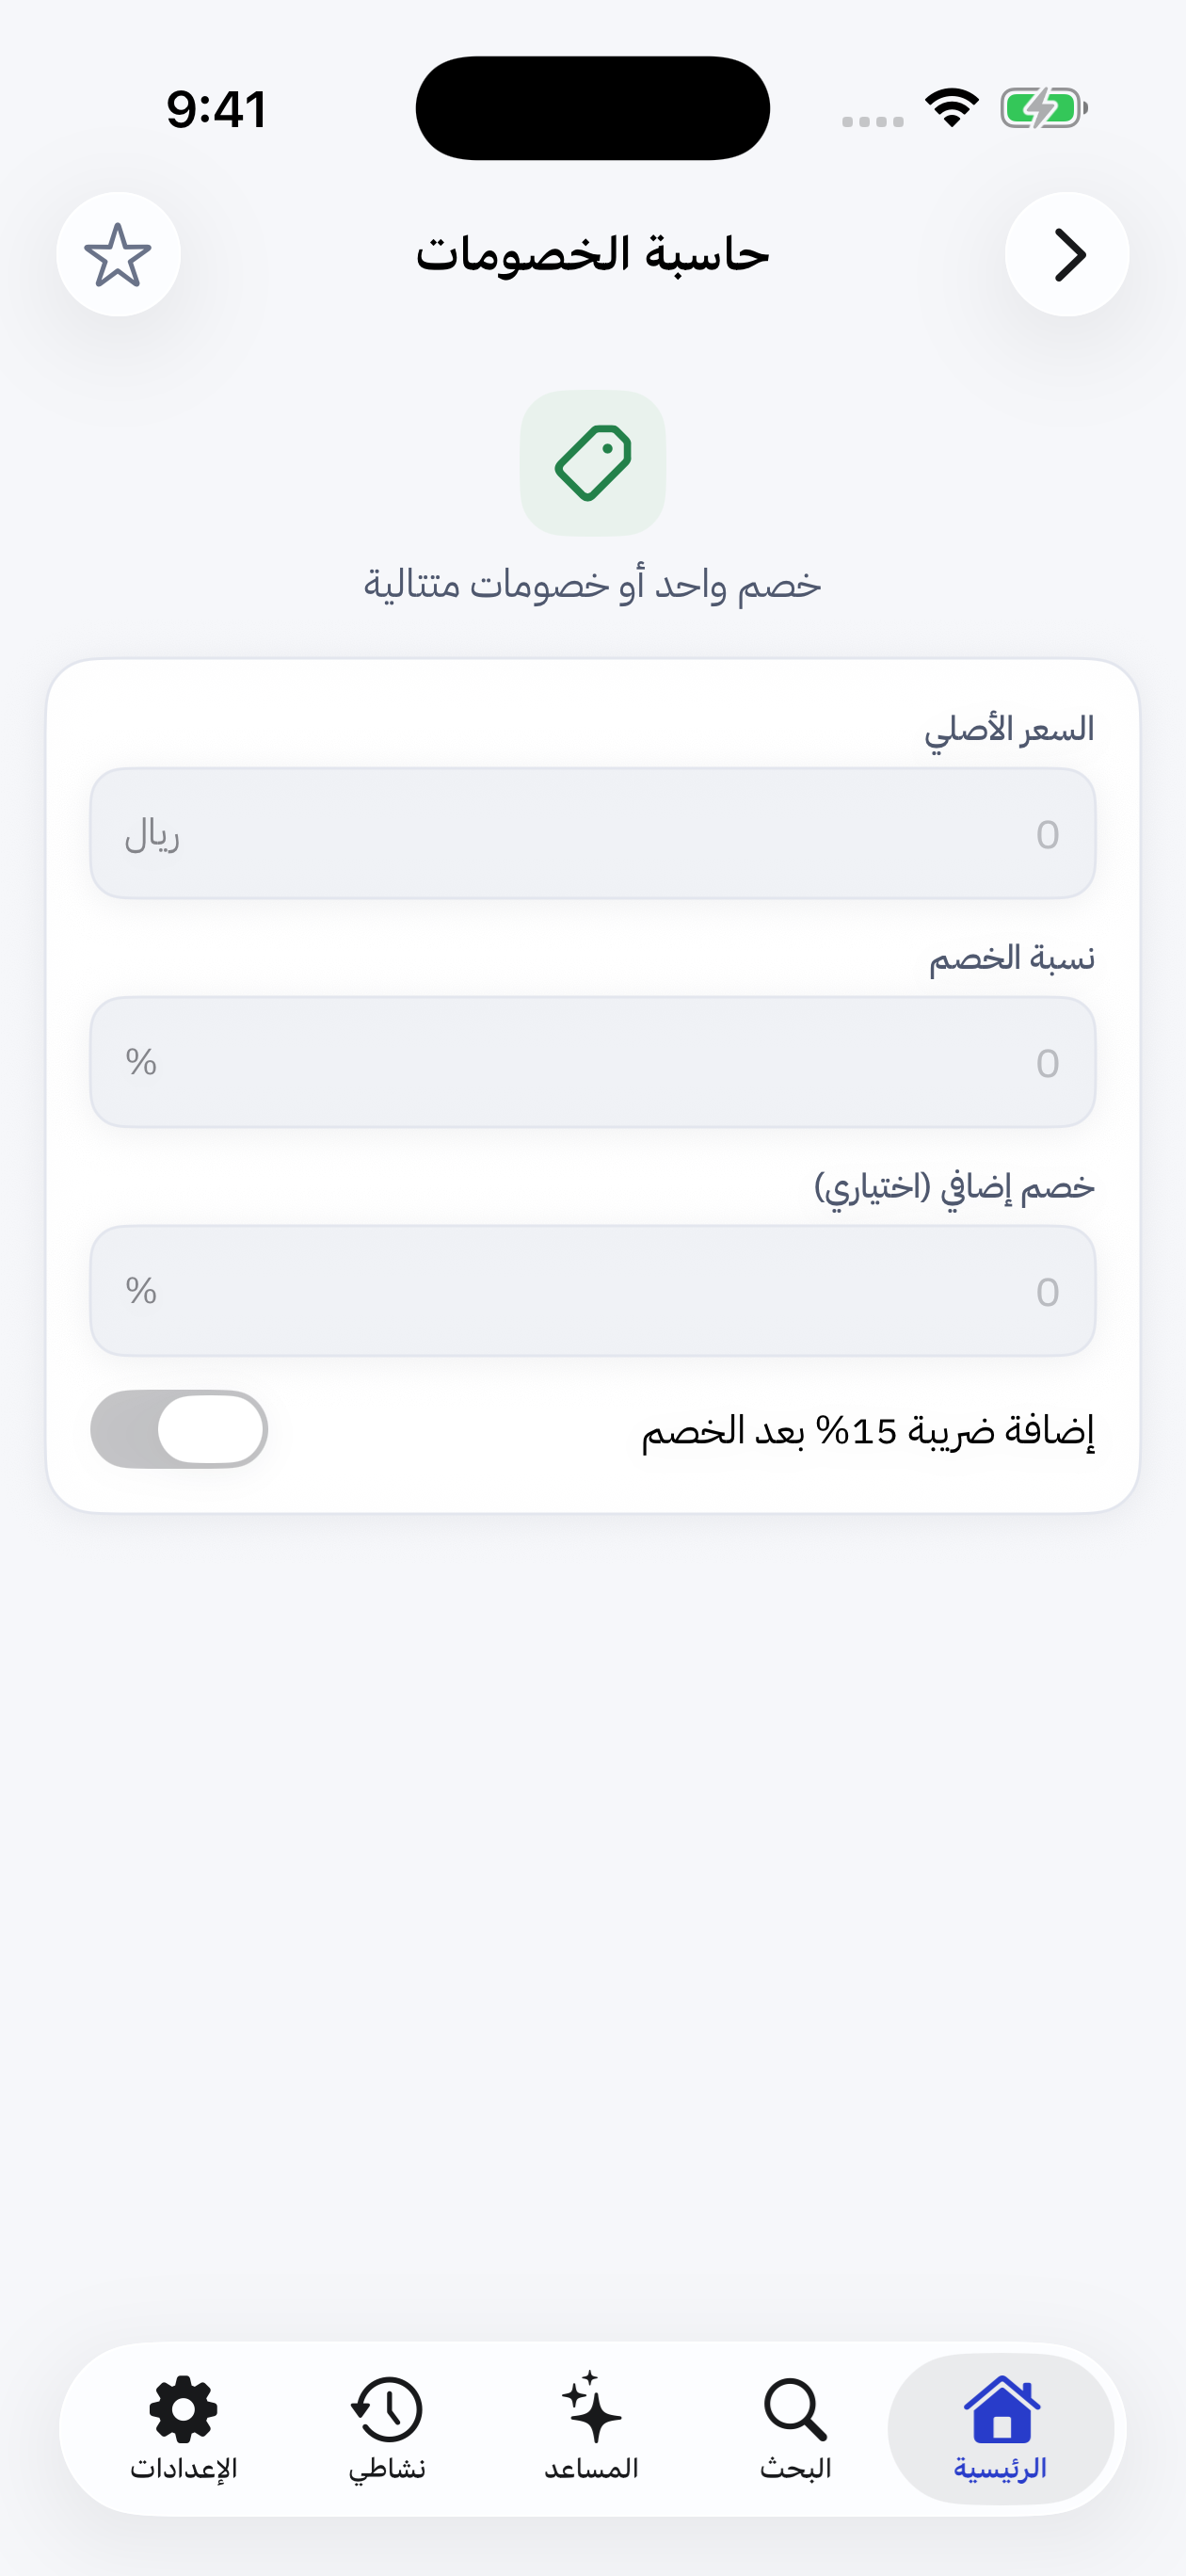 9:41
حاسبة الخصومات
خصم واحد أو خصومات متتالية
السعر الأصلي
0 ريال
نسبة الخصم
0 %
خصم إضافي (اختياري)
0 %
إضافة ضريبة 15% بعد الخصم
الرئيسية
البحث
المساعد
نشاطي
الإعدادات